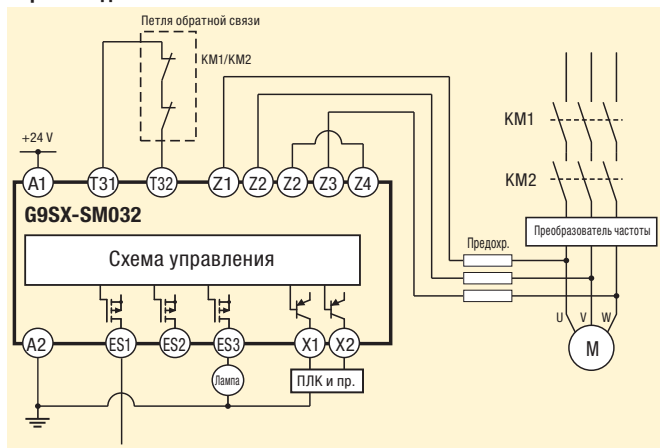 Петля обратной связи
KM1/KM2
+24 V
KM1
KM2
A1
T31
T32
Z1
Z2
Z2
Z3
Z4
G9SX-SM032
Преобразователь частоты
Предохр.
Схема управления
U
V
W
M
A2
ES1
ES2
ES3
X1
X2
Лампа
ПЛК и пр.